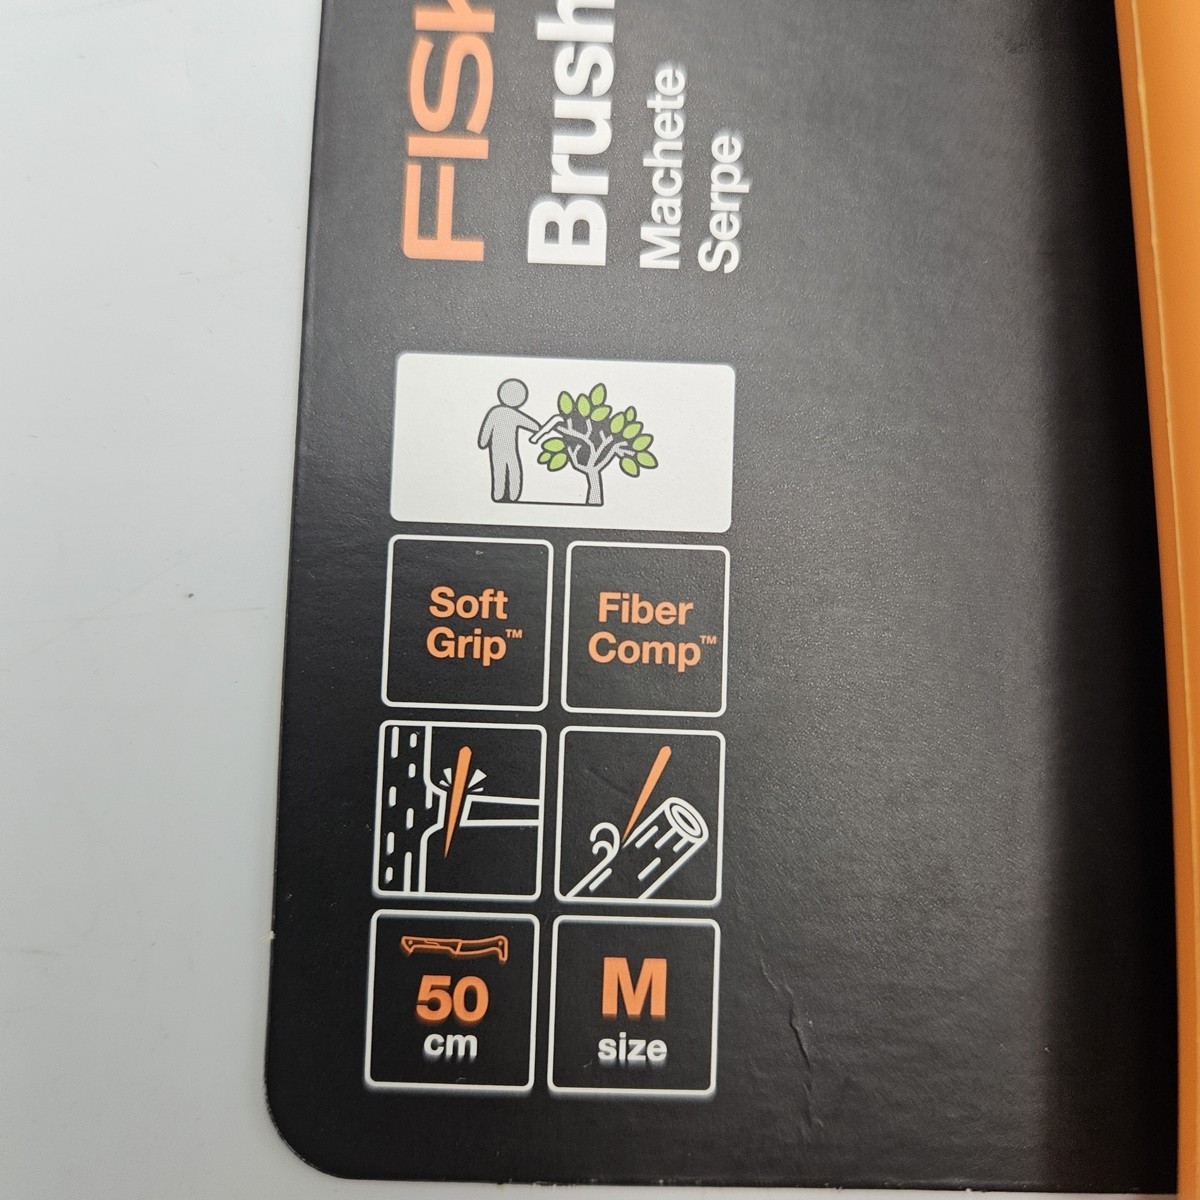 FISK
Brush
Machete
Serpe
Soft
Grip™
Fiber
Comp™
50
cm
M
size